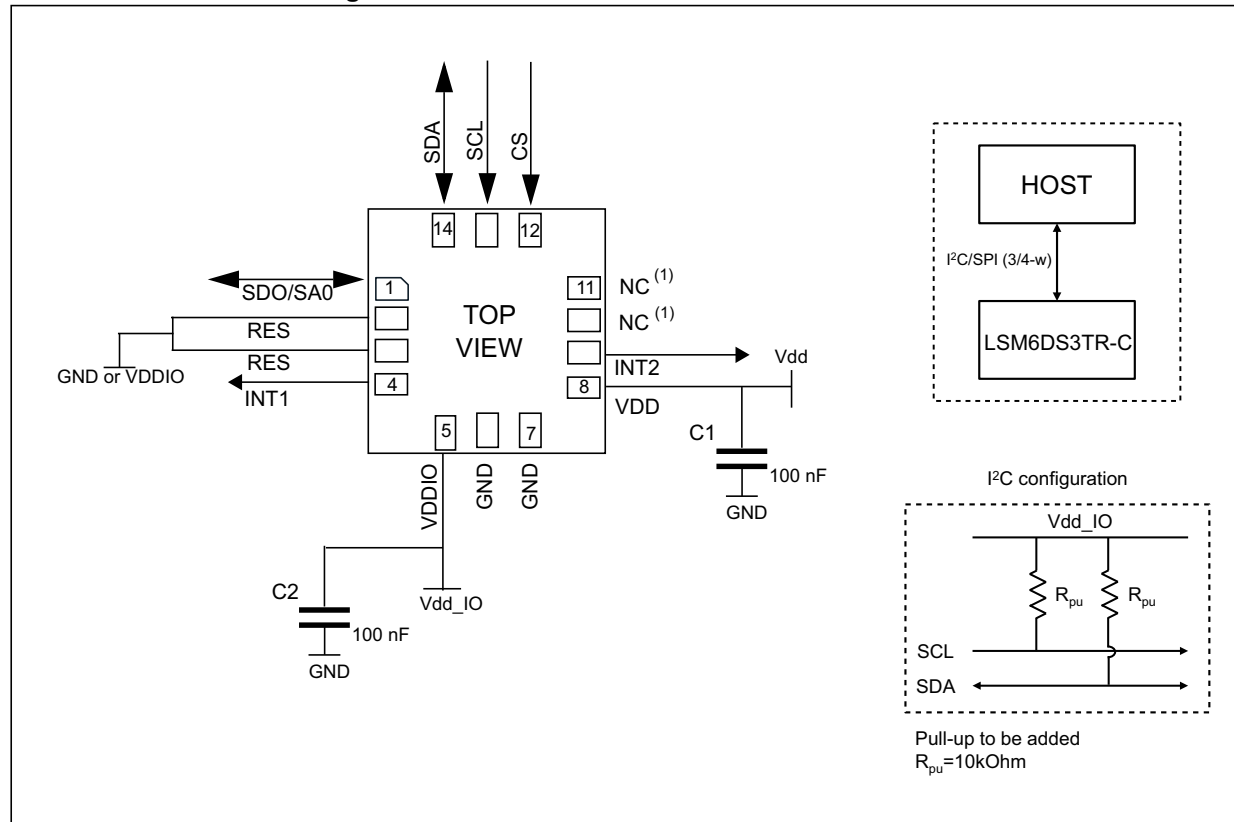 SDA
SCL
CS
14
12
SDO/SA0
1
11
NC (1)
NC (1)
TOP
VIEW
RES
RES
GND or VDDIO
INT1
4
INT2
8
VDD
Vdd
5
7
VDDIO
GND
GND
C1
100 nF
GND
C2
100 nF
GND
Vdd_IO
HOST
I²C/SPI (3/4-w)
LSM6DS3TR-C
I²C configuration
Vdd_IO
Rpu
Rpu
SCL
SDA
Pull-up to be added
Rpu=10kOhm